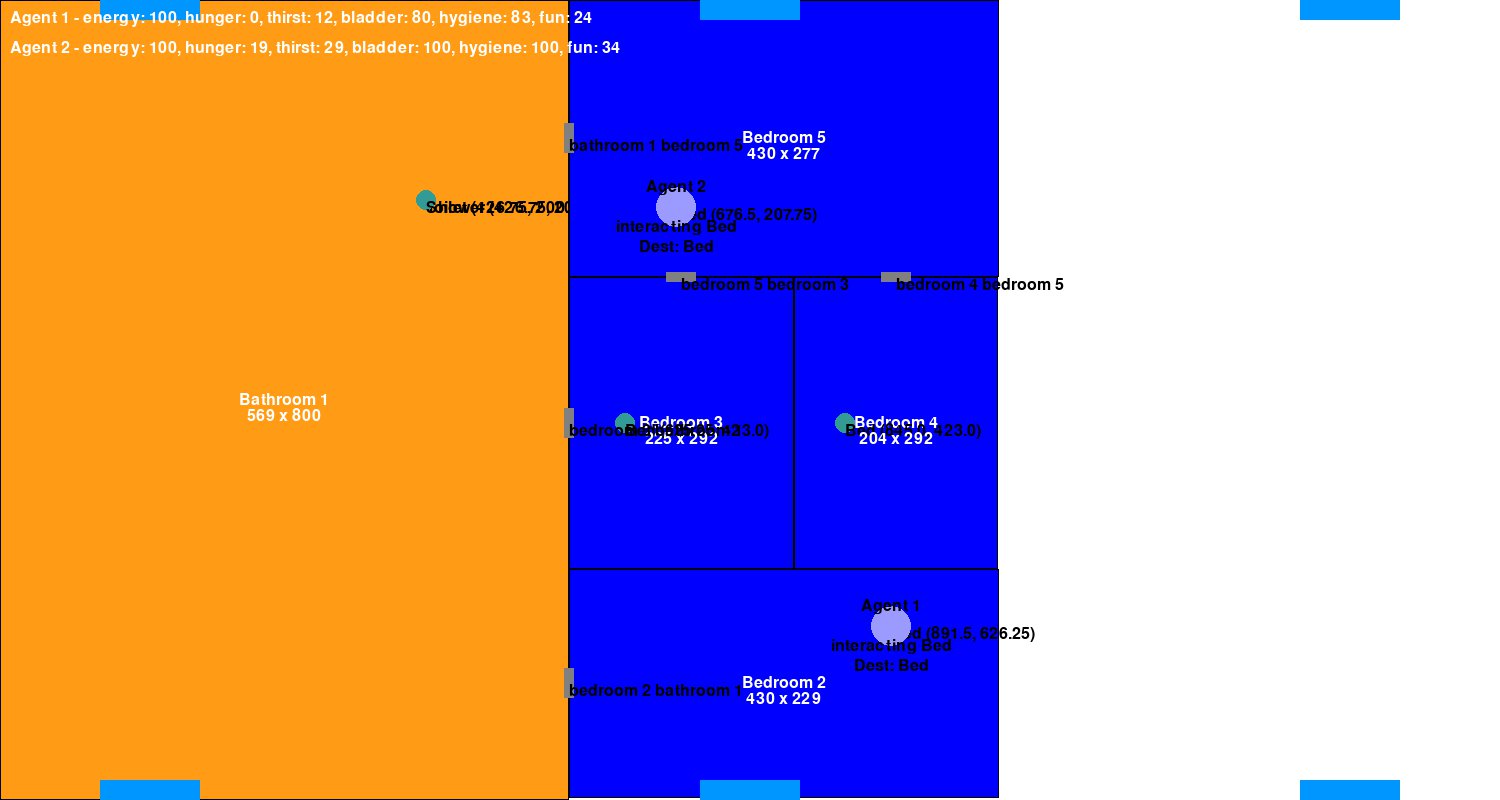 Agent 1 - energy: 100, hunger: 0, thirst: 12, bladder: 80, hygiene: 83, fun: 24
Agent 2 - energy: 100, hunger: 19, thirst: 29, bladder: 100, hygiene: 100, fun: 34
Bedroom 5
430 x 277
bathroom 1 bedroom 5
Agent 2
(676.5, 207.75)
interacting Bed
Dest: Bed
bedroom 5 bedroom 3
bedroom 4 bedroom 5
Bathroom 1
569 x 800
Bedroom 3
225 x 292
Bedroom 4
204 x 292
Agent 1
(891.5, 626.25)
interacting Bed
Dest: Bed
Bedroom 2
430 x 229
bedroom 2 bathroom 1